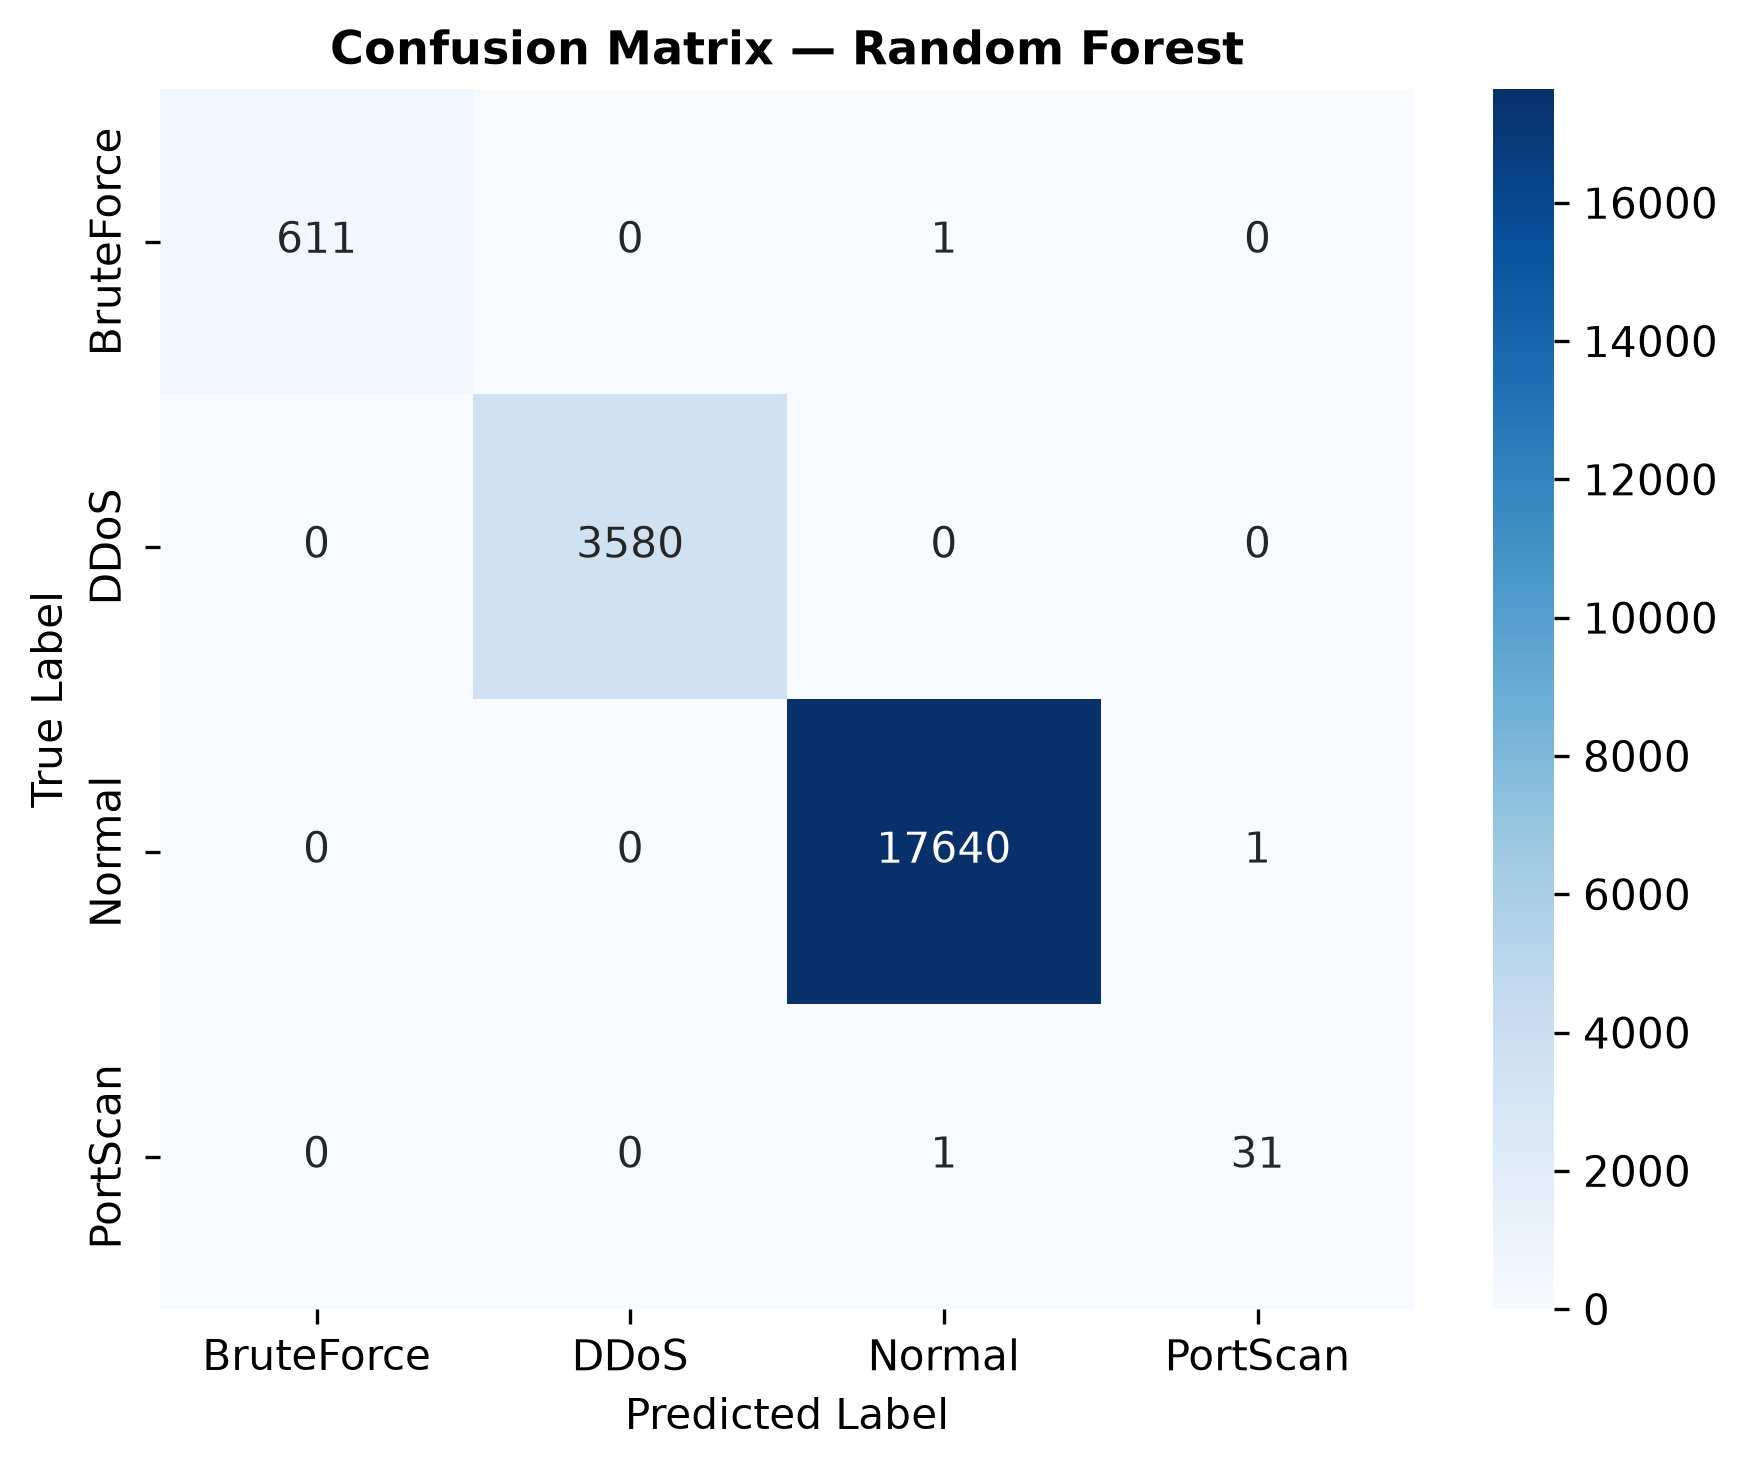 Confusion Matrix — Random Forest
True Label
BruteForce
611 0 1 0
DDoS
0 3580 0 0
Normal
0 0 17640 1
PortScan
0 0 1 31
BruteForce DDoS Normal PortScan
Predicted Label
16000
14000
12000
10000
8000
6000
4000
2000
0